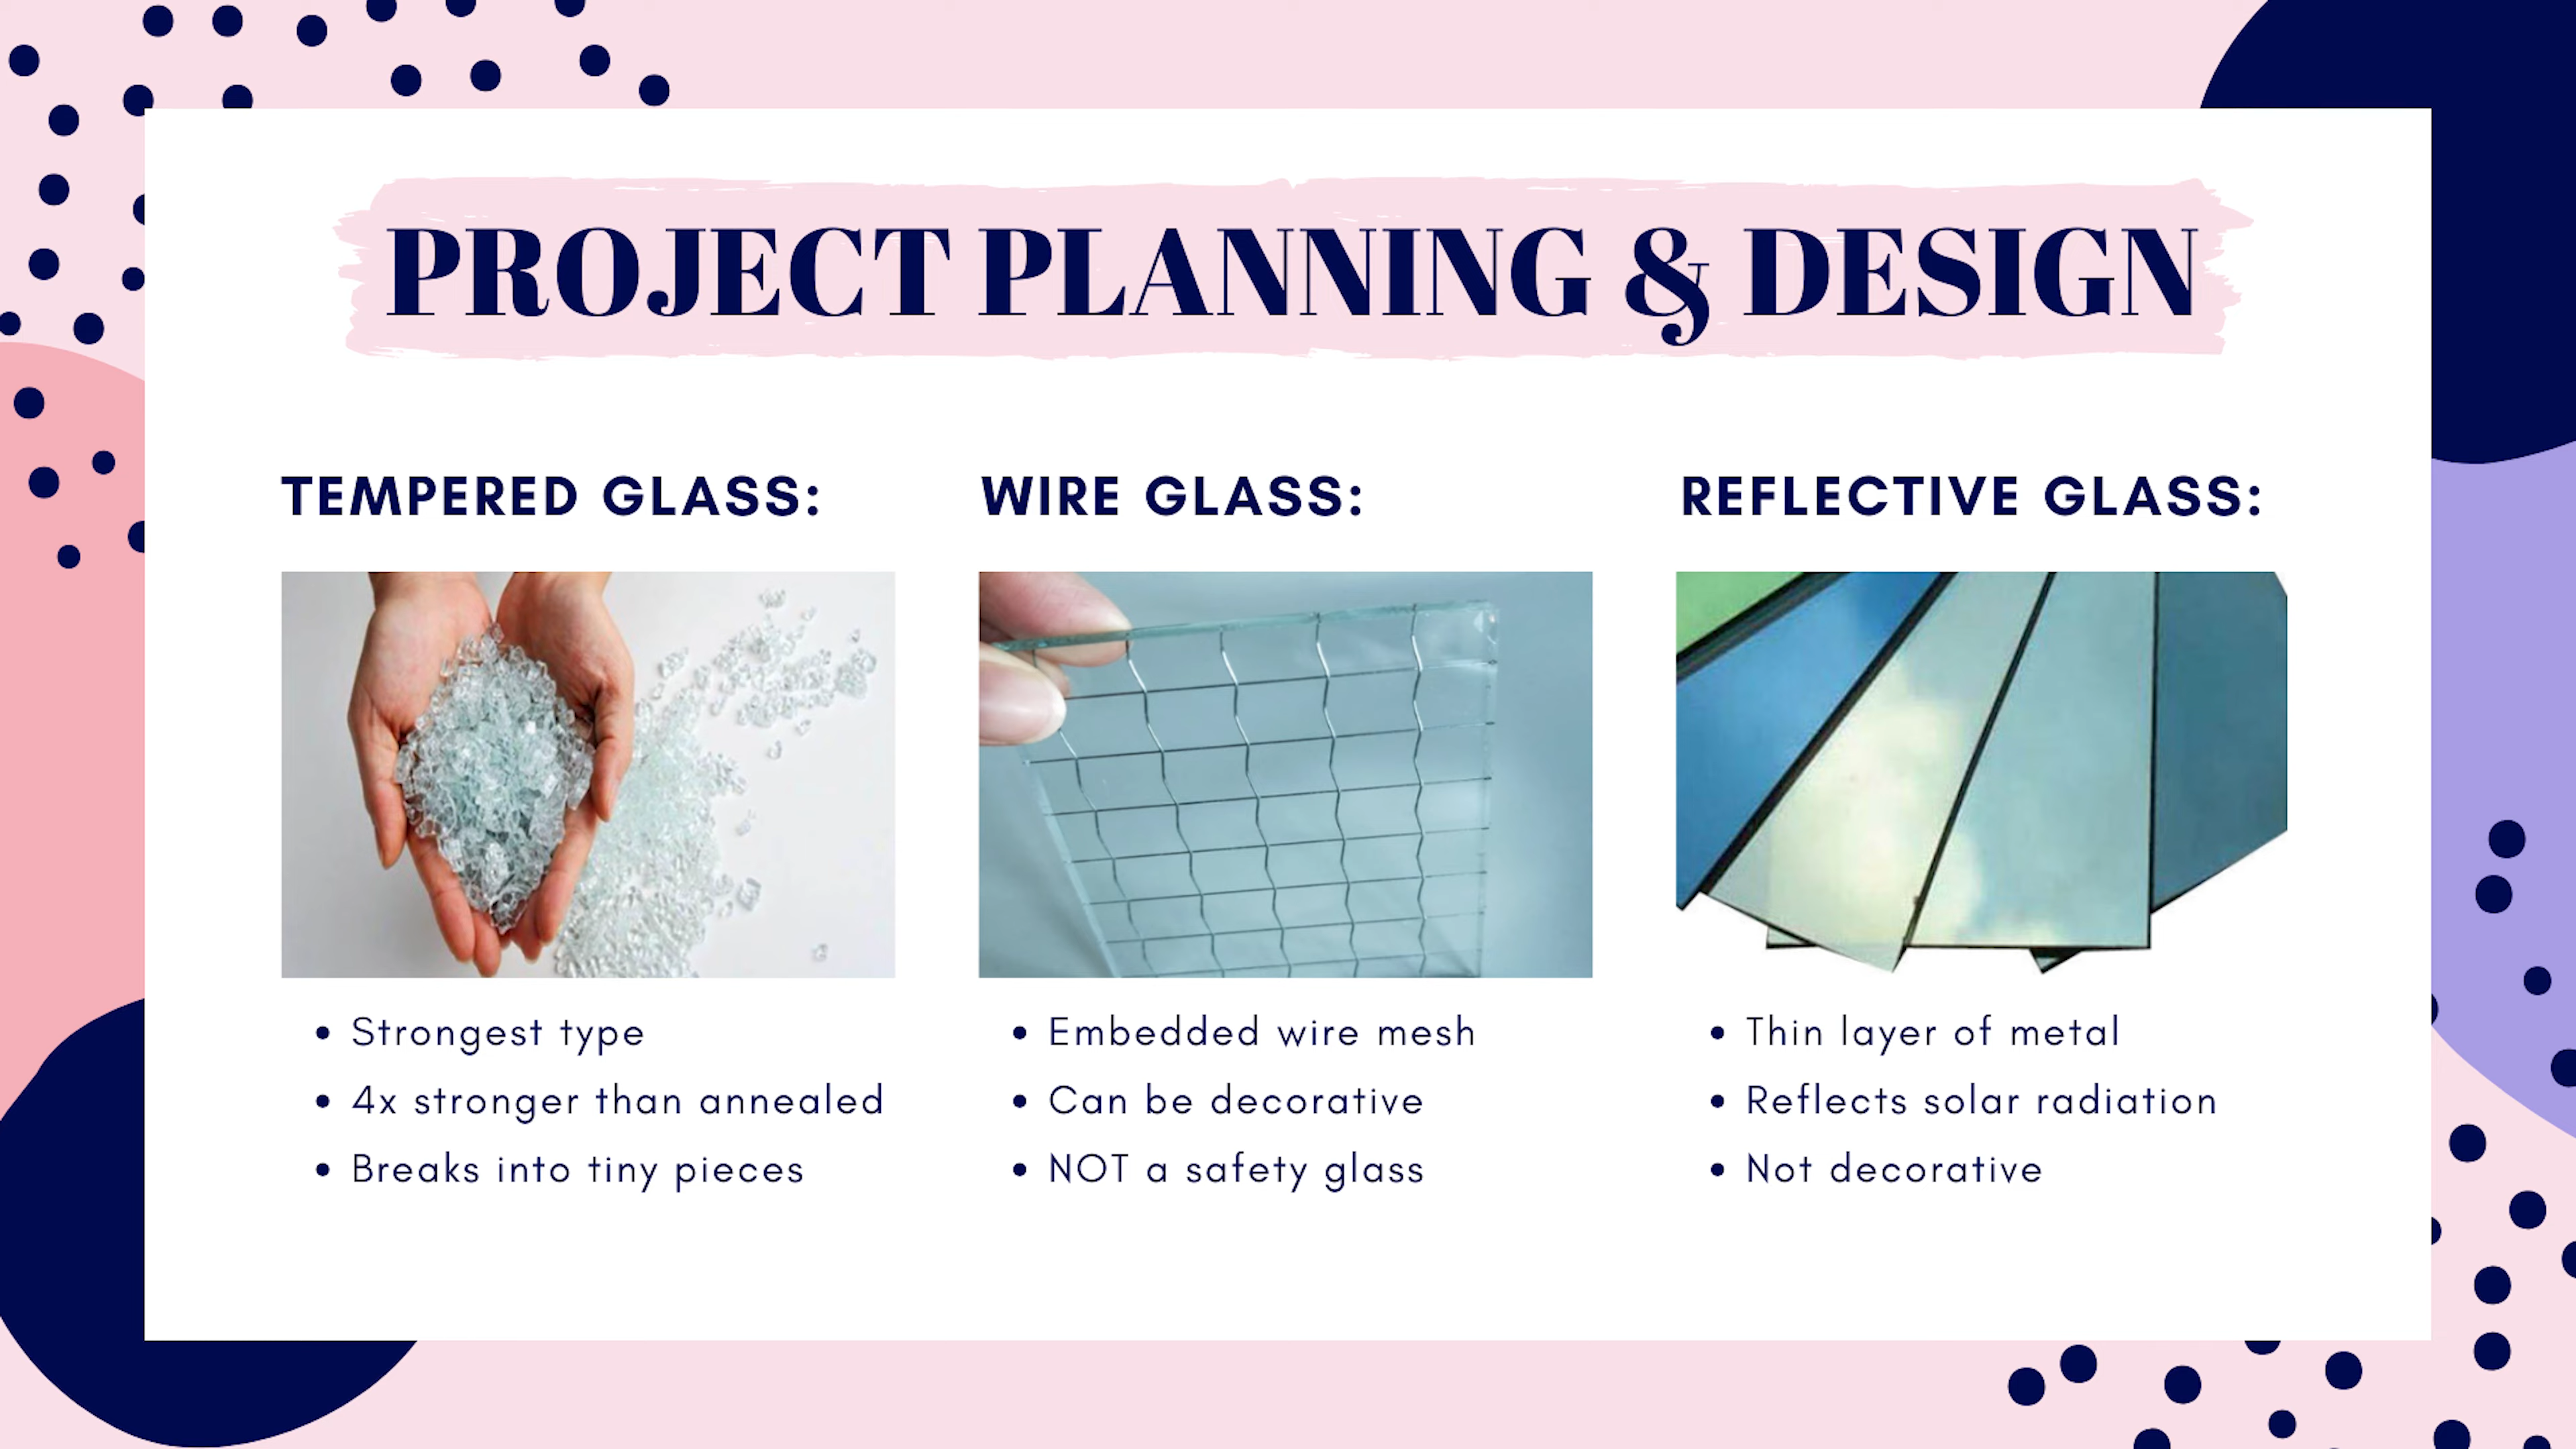 PROJECT PLANNING & DESIGN
TEMPERED GLASS:
• Strongest type
• 4x stronger than annealed
• Breaks into tiny pieces
WIRE GLASS:
• Embedded wire mesh
• Can be decorative
• NOT a safety glass
REFLECTIVE GLASS:
• Thin layer of metal
• Reflects solar radiation
• Not decorative